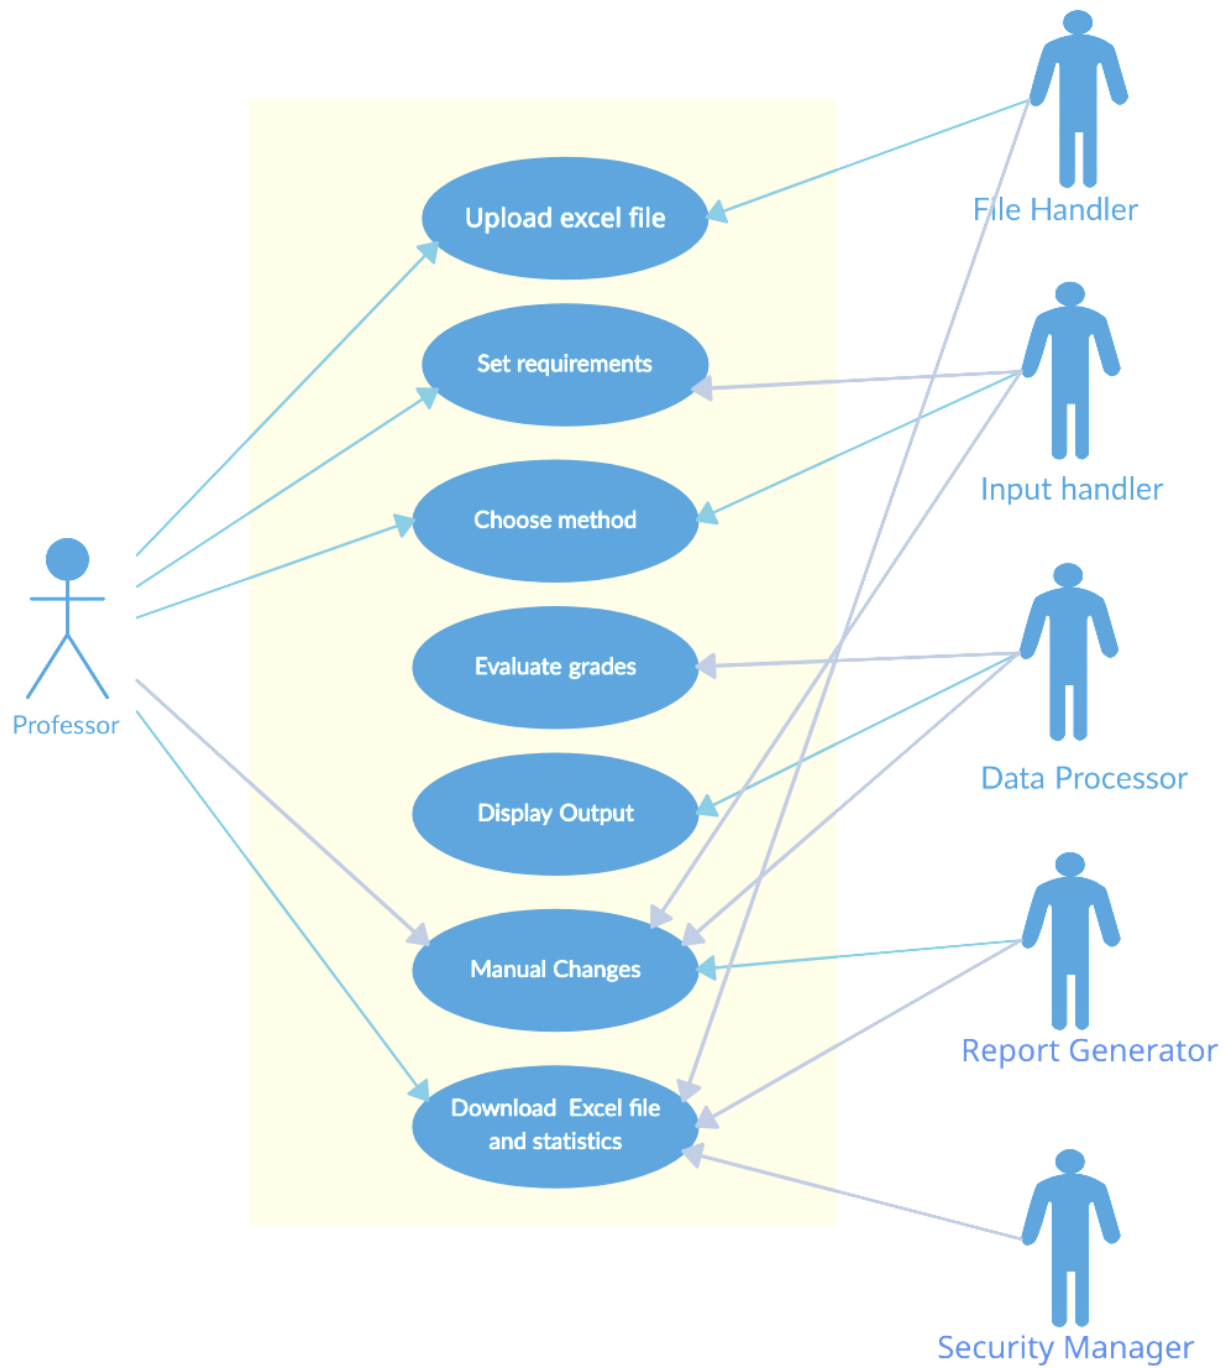 Upload excel file
Set requirements
Choose method
Evaluate grades
Display Output
Manual Changes
Download Excel file
and statistics
Professor
File Handler
Input handler
Data Processor
Report Generator
Security Manager